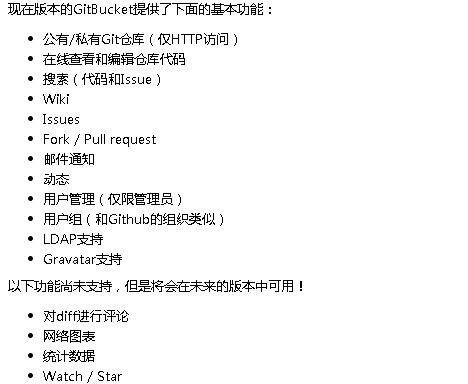 现在版本的GitBucket提供了下面的基本功能：
• 公有/私有Git仓库（仅HTTP访问）
• 在线查看和编辑仓库代码
• 搜索（代码和Issue）
• Wiki
• Issues
• Fork / Pull request
• 邮件通知
• 动态
• 用户管理（仅限管理员）
• 用户组（和Github的组织类似）
• LDAP支持
• Gravatar支持
以下功能尚未支持，但是将会在未来的版本中可用！
• 对diff进行评论
• 网络图表
• 统计数据
• Watch / Star